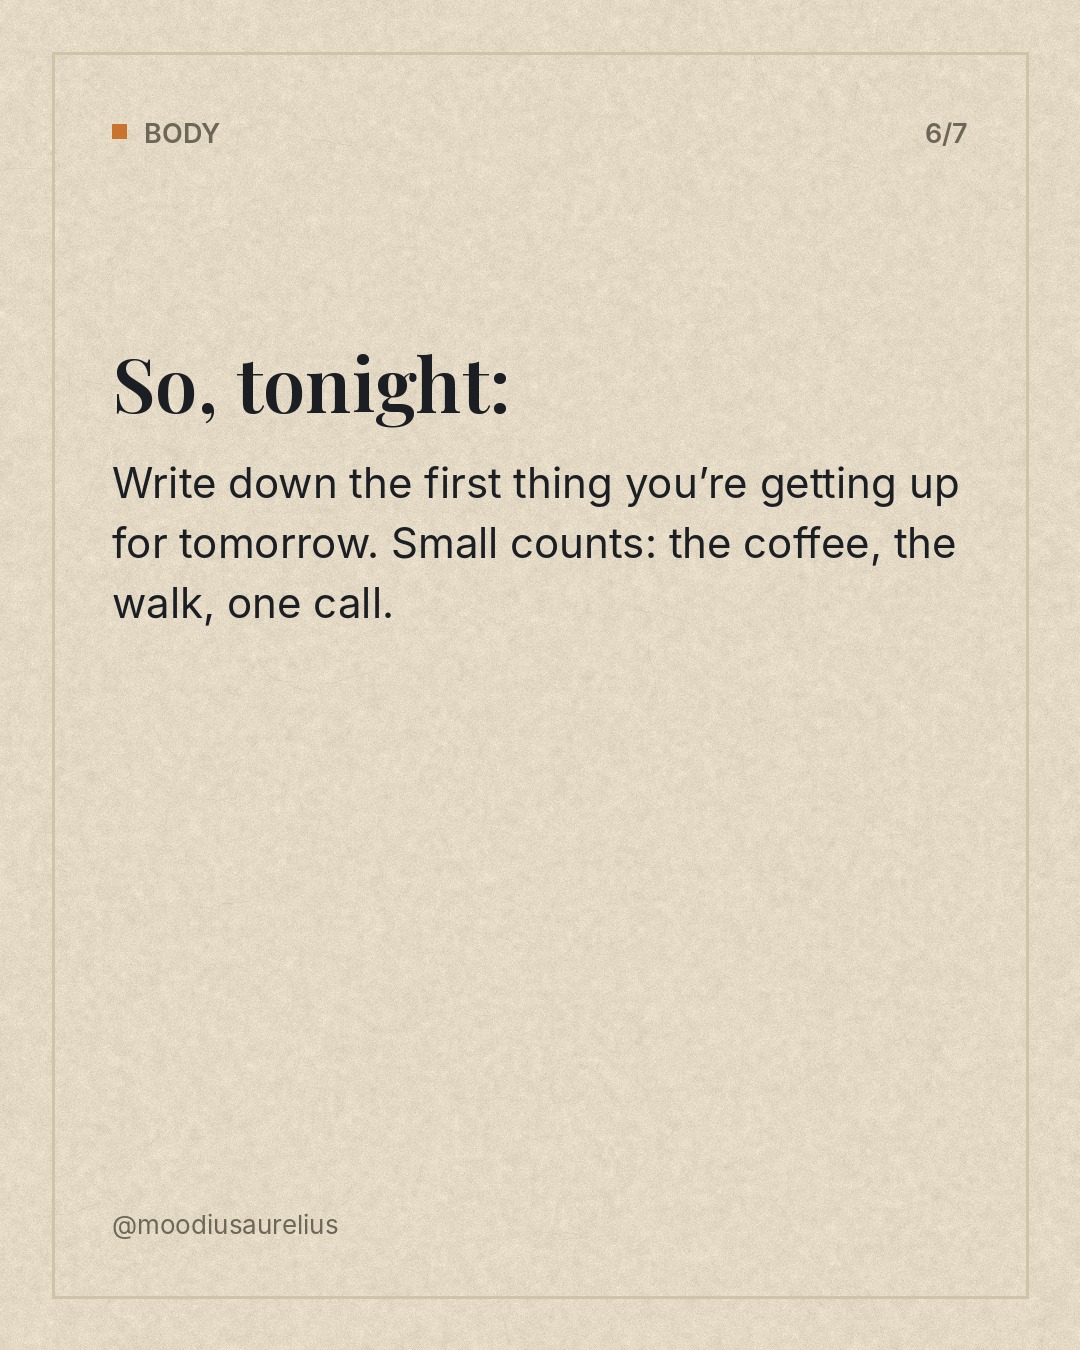 BODY
6/7
So, tonight:
Write down the first thing you’re getting up
for tomorrow. Small counts: the coffee, the
walk, one call.
@moodiusaurelius